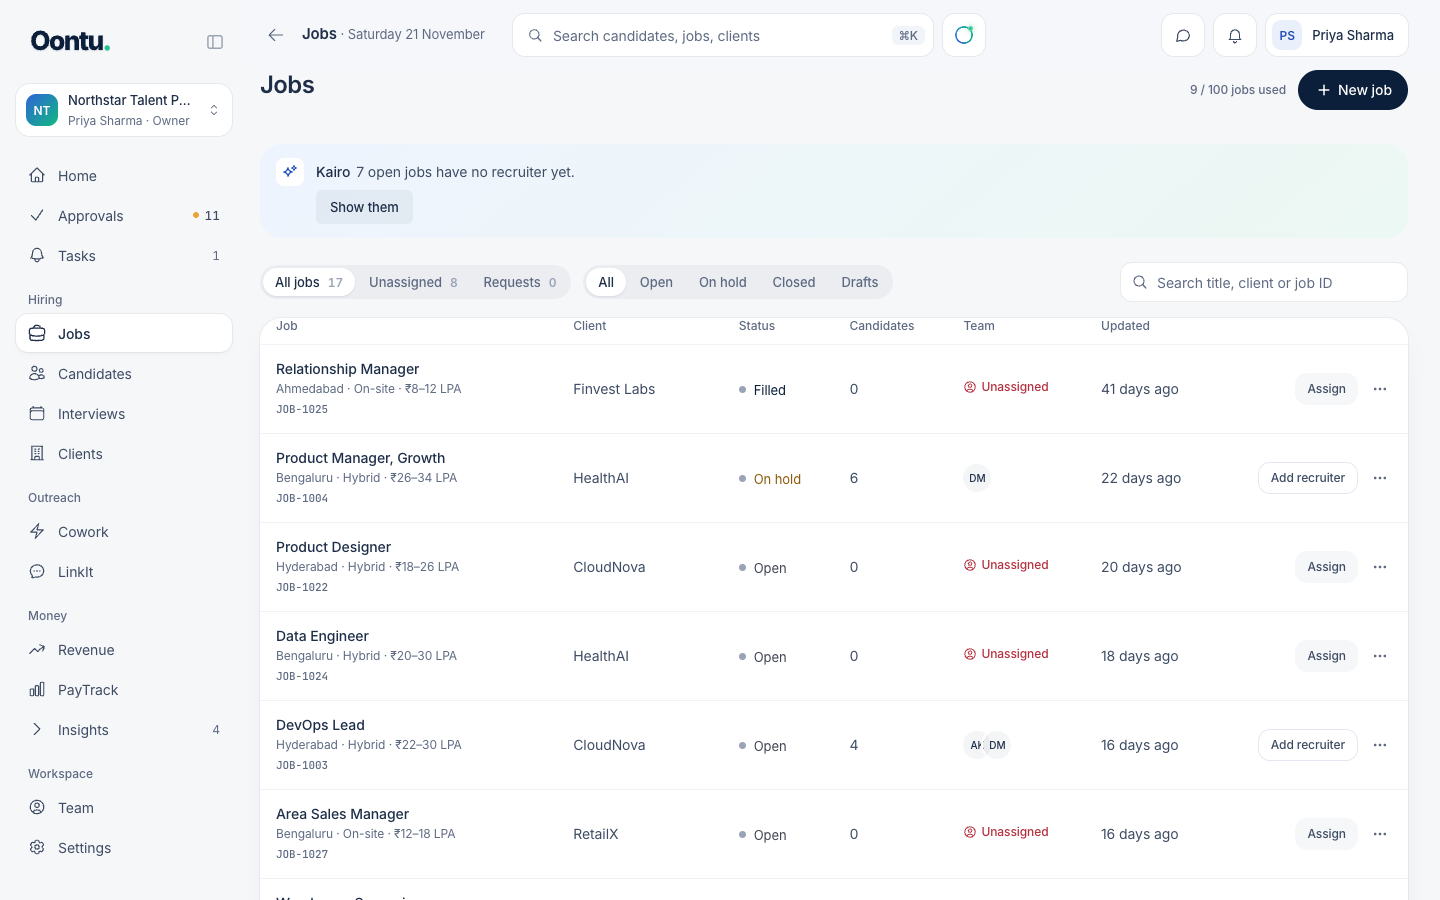 Oontu.
Jobs · Saturday 21 November
Search candidates, jobs, clients
⌘K
PS
Priya Sharma
NT
Northstar Talent P...
Priya Sharma · Owner
Home
Approvals
11
Tasks
1
Hiring
Jobs
Candidates
Interviews
Clients
Outreach
Cowork
LinkIt
Money
Revenue
PayTrack
Insights
4
Workspace
Team
Settings
Jobs
9 / 100 jobs used
New job
Kairo 7 open jobs have no recruiter yet.
Show them
All jobs 17
Unassigned 8
Requests 0
All
Open
On hold
Closed
Drafts
Search title, client or job ID
Job Client Status Candidates Team Updated
Relationship Manager
Ahmedabad · On-site · ₹8–12 LPA
JOB-1025
Finvest Labs
Filled
0
Unassigned
41 days ago
Assign
Product Manager, Growth
Bengaluru · Hybrid · ₹26–34 LPA
JOB-1004
HealthAI
On hold
6
DM
22 days ago
Add recruiter
Product Designer
Hyderabad · Hybrid · ₹18–26 LPA
JOB-1022
CloudNova
Open
0
Unassigned
20 days ago
Assign
Data Engineer
Bengaluru · Hybrid · ₹20–30 LPA
JOB-1024
HealthAI
Open
0
Unassigned
18 days ago
Assign
DevOps Lead
Hyderabad · Hybrid · ₹22–30 LPA
JOB-1003
CloudNova
Open
4
DM
16 days ago
Add recruiter
Area Sales Manager
Bengaluru · On-site · ₹12–18 LPA
JOB-1027
RetailX
Open
0
Unassigned
16 days ago
Assign